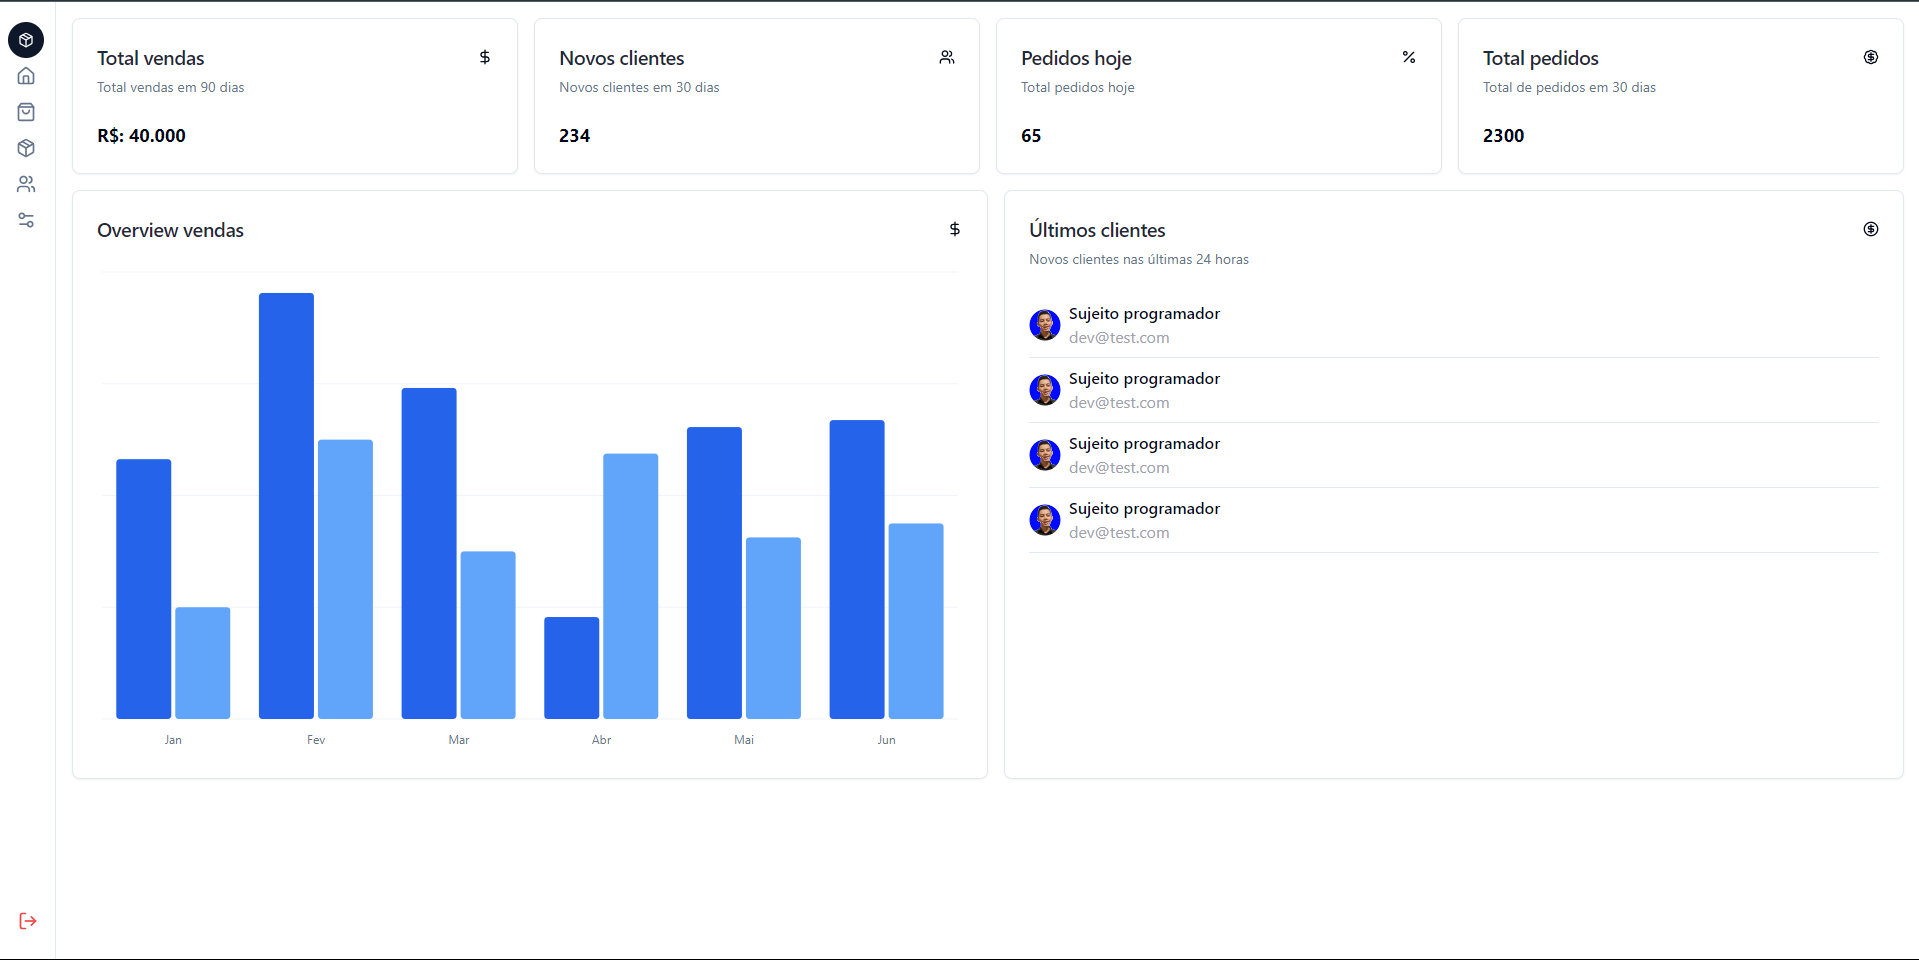 Total vendas
Total vendas em 90 dias
R$: 40.000
Novos clientes
Novos clientes em 30 dias
234
Pedidos hoje
Total pedidos hoje
65
Total pedidos
Total de pedidos em 30 dias
2300
Overview vendas
Jan
Fev
Mar
Abr
Mai
Jun
Últimos clientes
Novos clientes nas últimas 24 horas
Sujeito programador
dev@test.com
Sujeito programador
dev@test.com
Sujeito programador
dev@test.com
Sujeito programador
dev@test.com